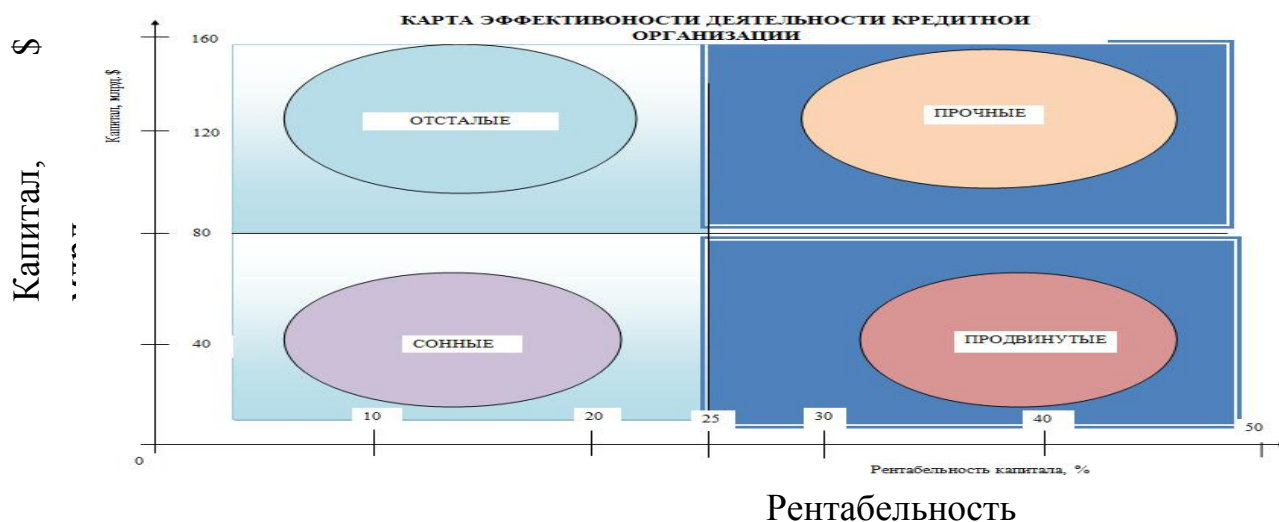 КАРТА ЭФФЕКТИВОНОСТИ ДЕЯТЕЛЬНОСТИ КРЕДИТНОИ
ОРГАНИЗАЦИИ
Капитал, $
Капитал, млрд.$
160
120
80
40
0
ОТСТАЛЫЕ
ПРОЧНЫЕ
СОННЫЕ
ПРОДВИНУТЫЕ
10
20
25
30
40
50
Рентабельность капитала, %
Рентабельность